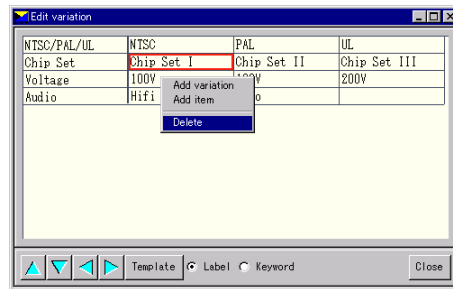 Edit variation
NTSC/PAL/UL NTSC PAL UL
Chip Set Chip Set I Chip Set II Chip Set III
Voltage 100V V 200V
Audio Hifi o
Add variation
Add item
Delete
Template Label Keyword Close